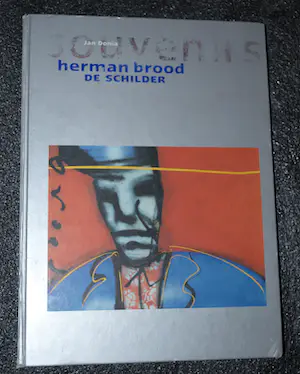 souvenirs
Jan Donia
herman brood
DE SCHILDER